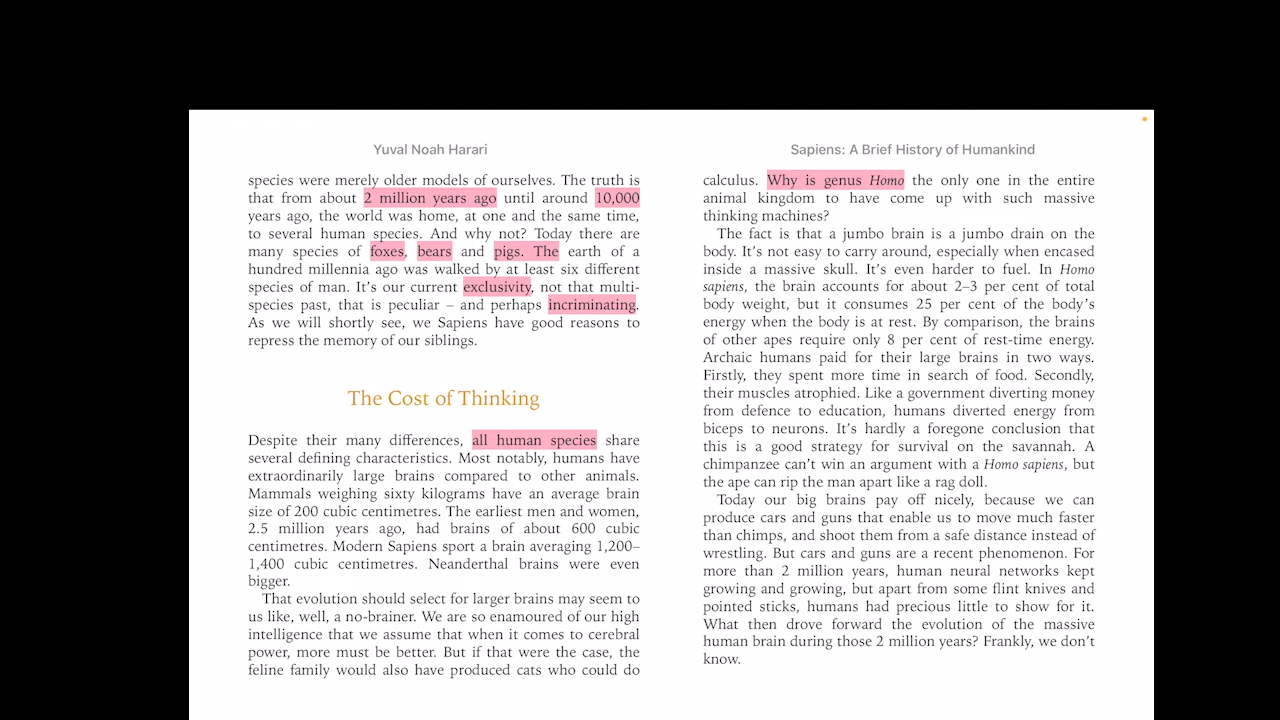 Yuval Noah Harari
species were merely older models of ourselves. The truth is
that from about 2 million years ago until around 10,000
years ago, the world was home, at one and the same time,
to several human species. And why not? Today there are
many species of foxes, bears and pigs. The earth of a
hundred millennia ago was walked by at least six different
species of man. It’s our current exclusivity, not that multi-
species past, that is peculiar – and perhaps incriminating.
As we will shortly see, we Sapiens have good reasons to
repress the memory of our siblings.
The Cost of Thinking
Despite their many differences, all human species share
several defining characteristics. Most notably, humans have
extraordinarily large brains compared to other animals.
Mammals weighing sixty kilograms have an average brain
size of 200 cubic centimetres. The earliest men and women,
2.5 million years ago, had brains of about 600 cubic
centimetres. Modern Sapiens sport a brain averaging 1,200–
1,400 cubic centimetres. Neanderthal brains were even
bigger.
That evolution should select for larger brains may seem to
us like, well, a no-brainer. We are so enamoured of our high
intelligence that we assume that when it comes to cerebral
power, more must be better. But if that were the case, the
feline family would also have produced cats who could do
Sapiens: A Brief History of Humankind
calculus. Why is genus Homo the only one in the entire
animal kingdom to have come up with such massive
thinking machines?
The fact is that a jumbo brain is a jumbo drain on the
body. It’s not easy to carry around, especially when encased
inside a massive skull. It’s even harder to fuel. In Homo
sapiens, the brain accounts for about 2–3 per cent of total
body weight, but it consumes 25 per cent of the body’s
energy when the body is at rest. By comparison, the brains
of other apes require only 8 per cent of rest-time energy.
Archaic humans paid for their large brains in two ways.
Firstly, they spent more time in search of food. Secondly,
their muscles atrophied. Like a government diverting money
from defence to education, humans diverted energy from
biceps to neurons. It’s hardly a foregone conclusion that
this is a good strategy for survival on the savannah. A
chimpanzee can’t win an argument with a Homo sapiens, but
the ape can rip the man apart like a rag doll.
Today our big brains pay off nicely, because we can
produce cars and guns that enable us to move much faster
than chimps, and shoot them from a safe distance instead of
wrestling. But cars and guns are a recent phenomenon. For
more than 2 million years, human neural networks kept
growing and growing, but apart from some flint knives and
pointed sticks, humans had precious little to show for it.
What then drove forward the evolution of the massive
human brain during those 2 million years? Frankly, we don’t
know.